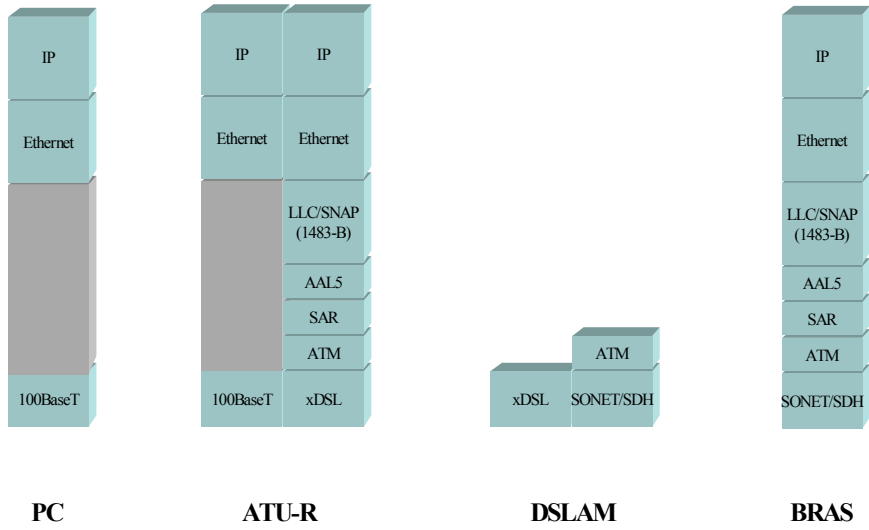 IP
Ethernet
100BaseT
PC
IP
IP
Ethernet
Ethernet
LLC/SNAP
(1483-B)
AAL5
SAR
ATM
100BaseT
xDSL
ATU-R
ATM
xDSL
SONET/SDH
DSLAM
IP
Ethernet
LLC/SNAP
(1483-B)
AAL5
SAR
ATM
SONET/SDH
BRAS